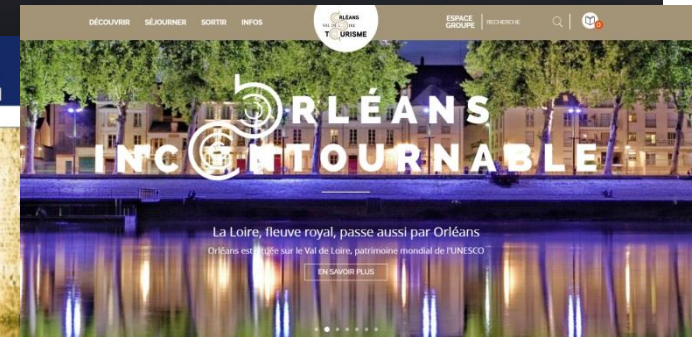 DÉCOUVRIR SÉJOURNER SORTIR INFOS
ORLÉANS
VAL DE LOIRE
TOURISME
ESPACE
GROUPE
RECHERCHE
0
ORLÉANS
INCONTOURNABLE
La Loire, fleuve royal, passe aussi par Orléans
Orléans est située sur le Val de Loire, patrimoine mondial de l'UNESCO
EN SAVOIR PLUS